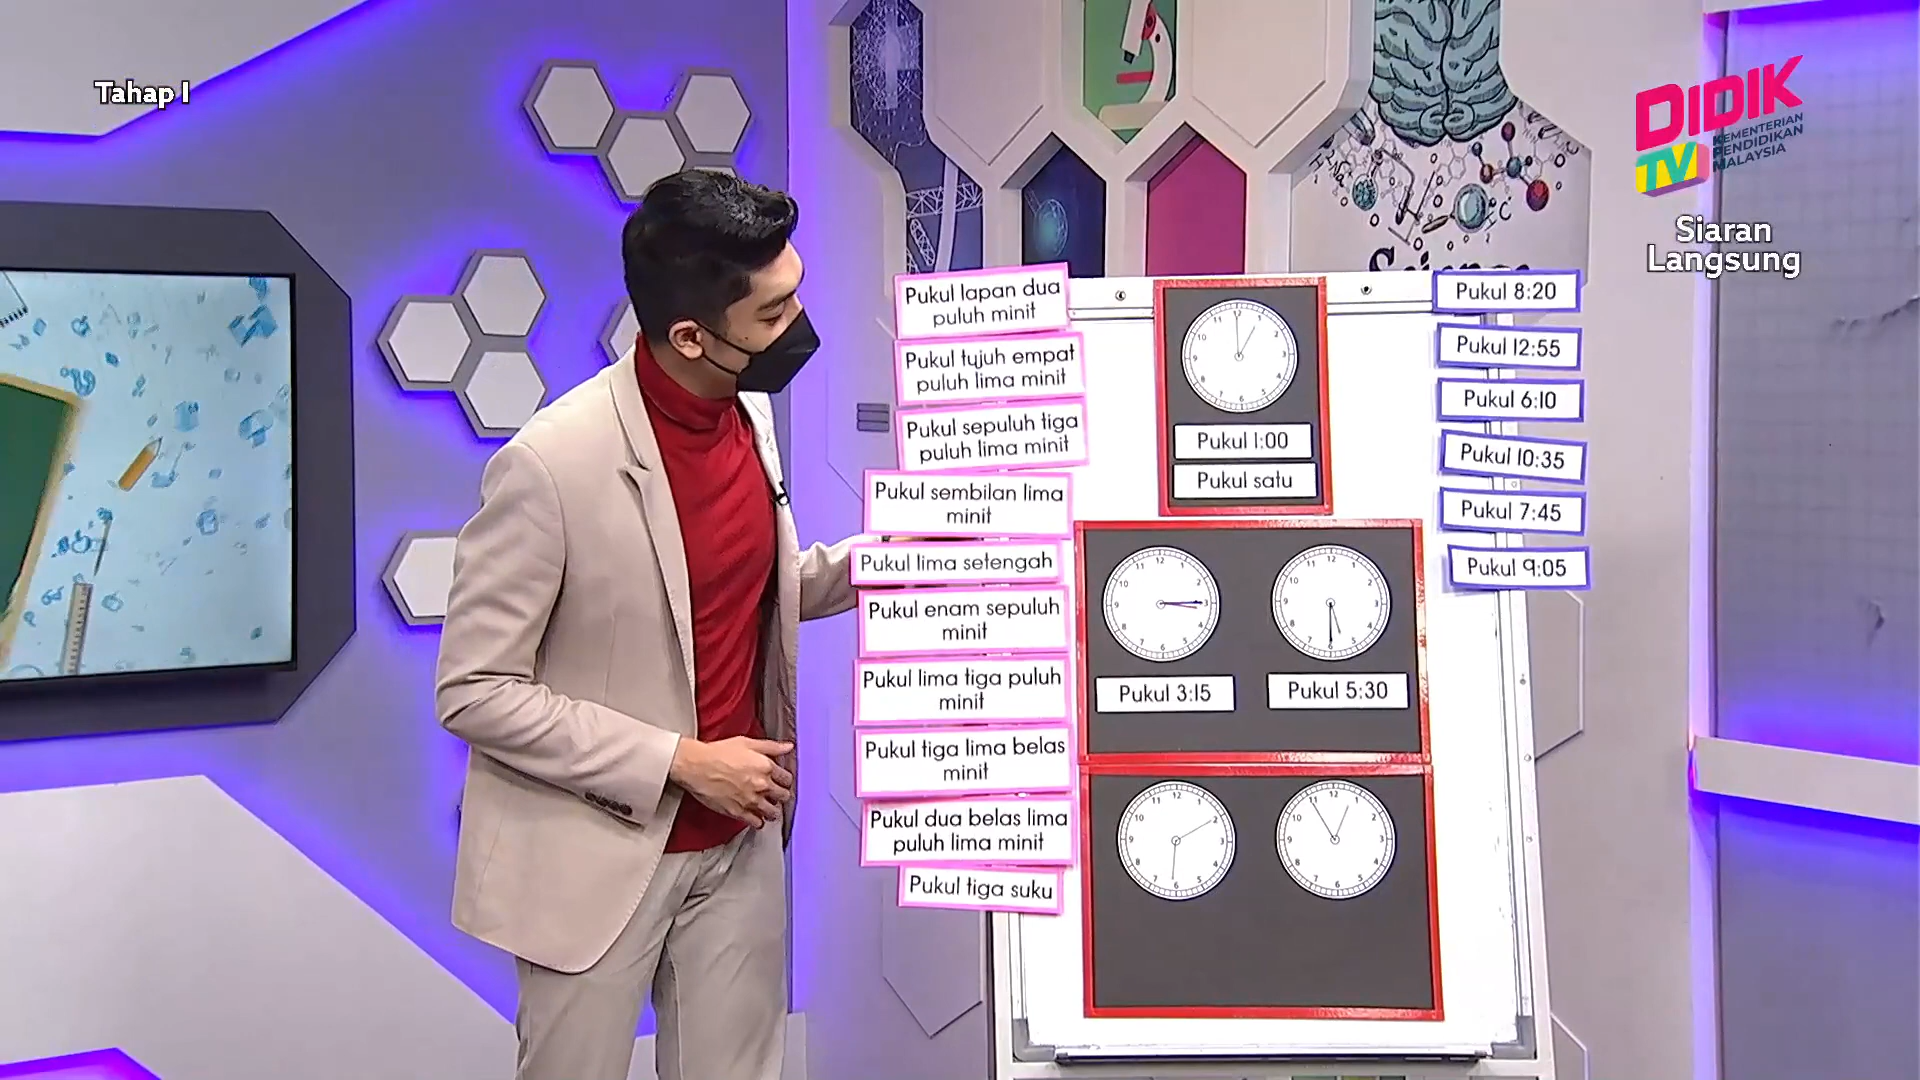 Tahap 1
DIDIK
TV
KEMENTERIAN
PENDIDIKAN
MALAYSIA
Siaran
Langsung
Pukul lapan dua
puluh minit
Pukul tujuh empat
puluh lima minit
Pukul sepuluh tiga
puluh lima minit
Pukul sembilan lima
minit
Pukul lima setengah
Pukul enam sepuluh
minit
Pukul lima tiga puluh
minit
Pukul tiga lima belas
minit
Pukul dua belas lima
puluh lima minit
Pukul tiga suku
Pukul 1:00
Pukul satu
Pukul 3:15
Pukul 5:30
Pukul 8:20
Pukul 12:55
Pukul 6:10
Pukul 10:35
Pukul 7:45
Pukul 9:05